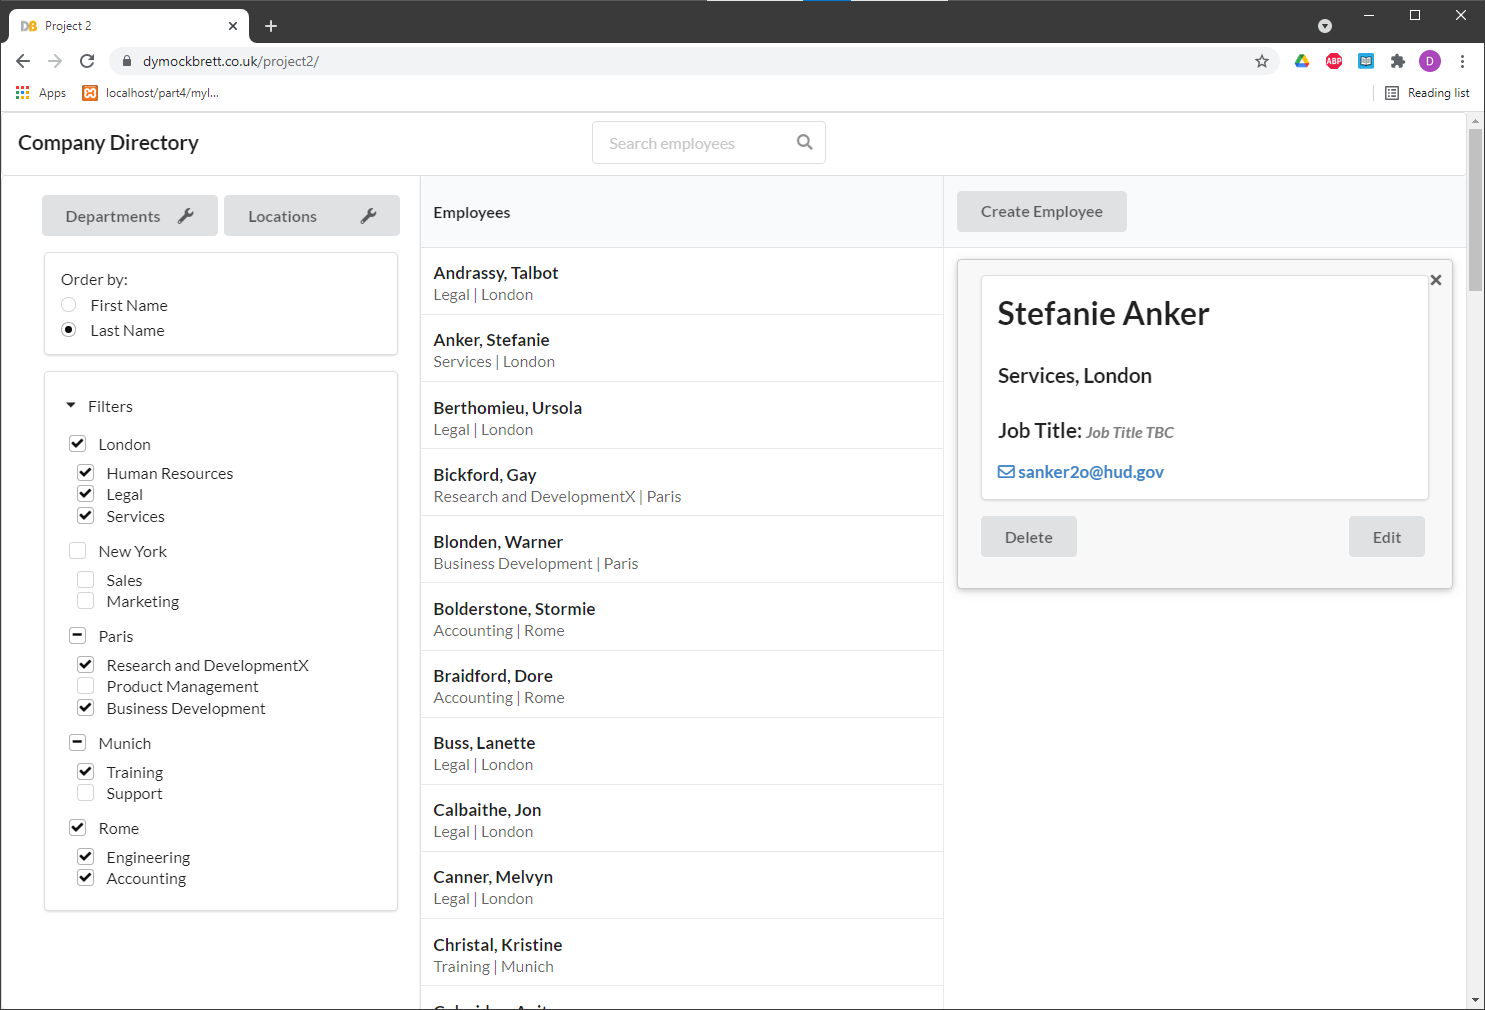 DB Project 2
dymockbrett.co.uk/project2/
ABP
D
Apps
localhost/part4/myl...
Reading list
Company Directory
Search employees
Departments
Locations
Order by:
First Name
Last Name
Filters
London
Human Resources
Legal
Services
New York
Sales
Marketing
Paris
Research and DevelopmentX
Product Management
Business Development
Munich
Training
Support
Rome
Engineering
Accounting
Employees
Andrassy, Talbot
Legal | London
Anker, Stefanie
Services | London
Berthomieu, Ursola
Legal | London
Bickford, Gay
Research and DevelopmentX | Paris
Blonden, Warner
Business Development | Paris
Bolderstone, Stormie
Accounting | Rome
Braidford, Dore
Accounting | Rome
Buss, Lanette
Legal | London
Calbaithe, Jon
Legal | London
Canner, Melvyn
Legal | London
Christal, Kristine
Training | Munich
Create Employee
Stefanie Anker
Services, London
Job Title: Job Title TBC
sanker2o@hud.gov
Delete
Edit